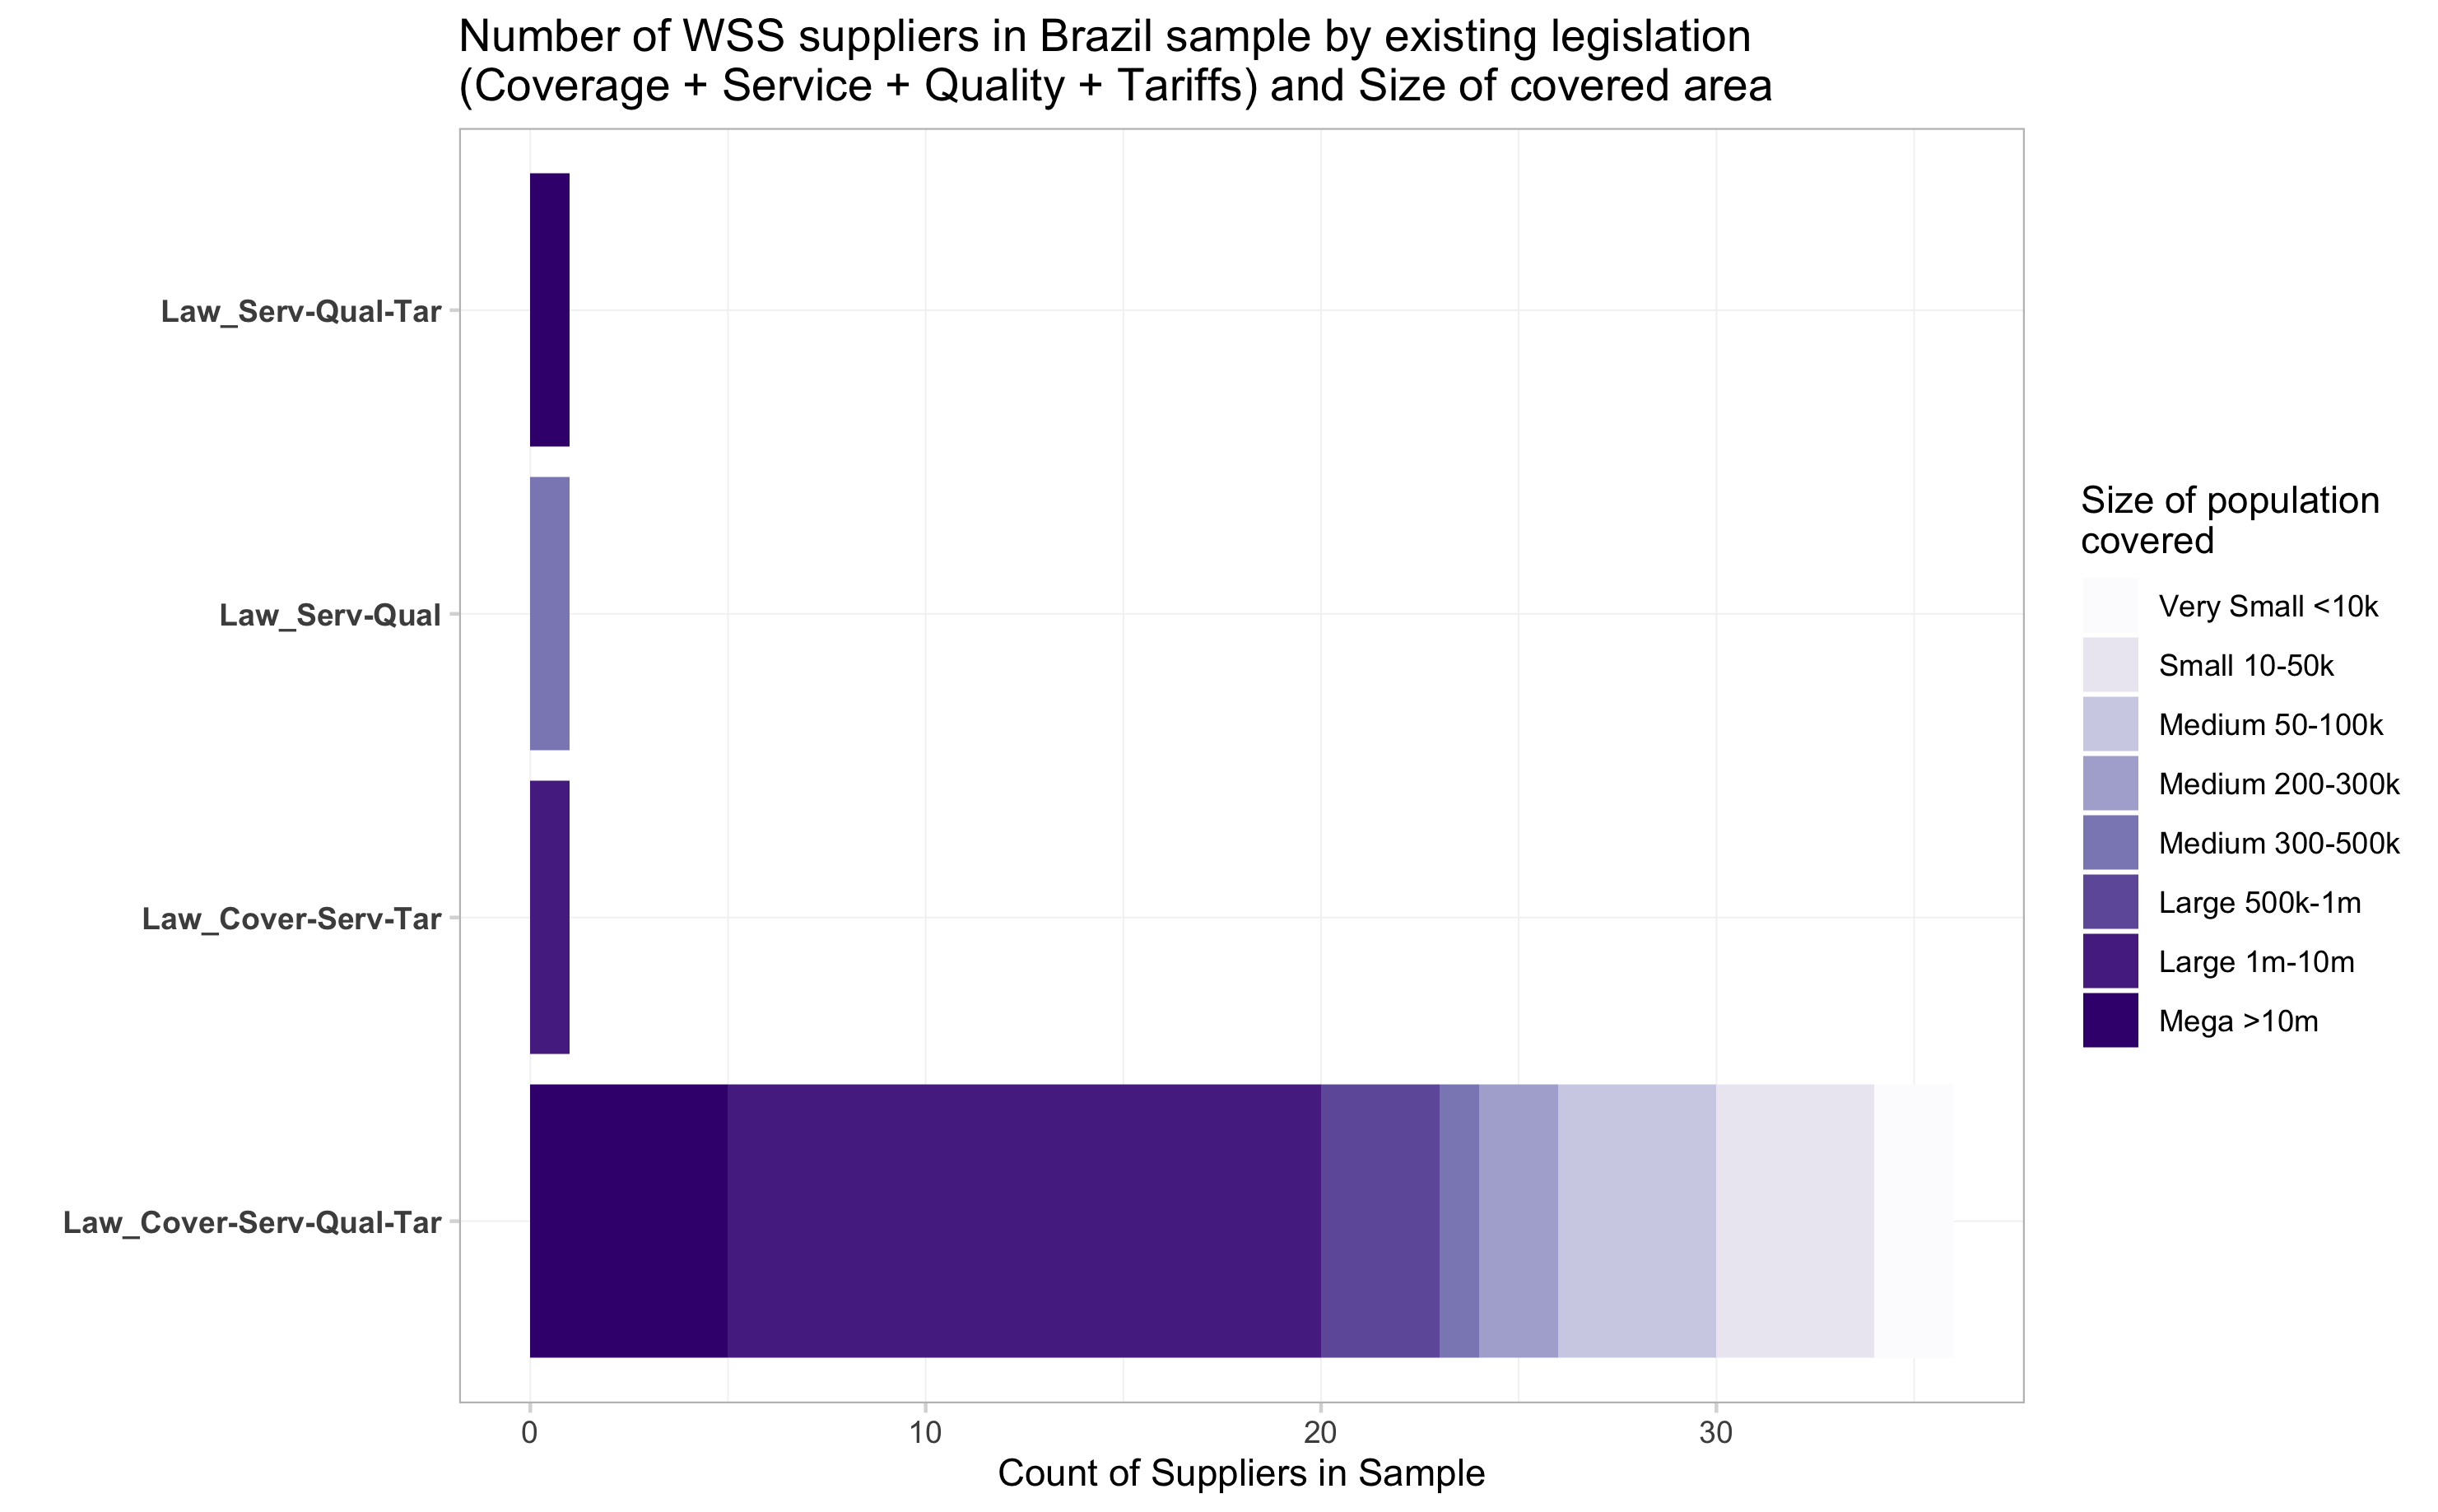 Number of WSS suppliers in Brazil sample by existing legislation
(Coverage + Service + Quality + Tariffs) and Size of covered area
Law_Serv-Qual-Tar
Law_Serv-Qual
Law_Cover-Serv-Tar
Law_Cover-Serv-Qual-Tar
0 10 20 30
Count of Suppliers in Sample
Size of population
covered
Very Small <10k
Small 10-50k
Medium 50-100k
Medium 200-300k
Medium 300-500k
Large 500k-1m
Large 1m-10m
Mega >10m